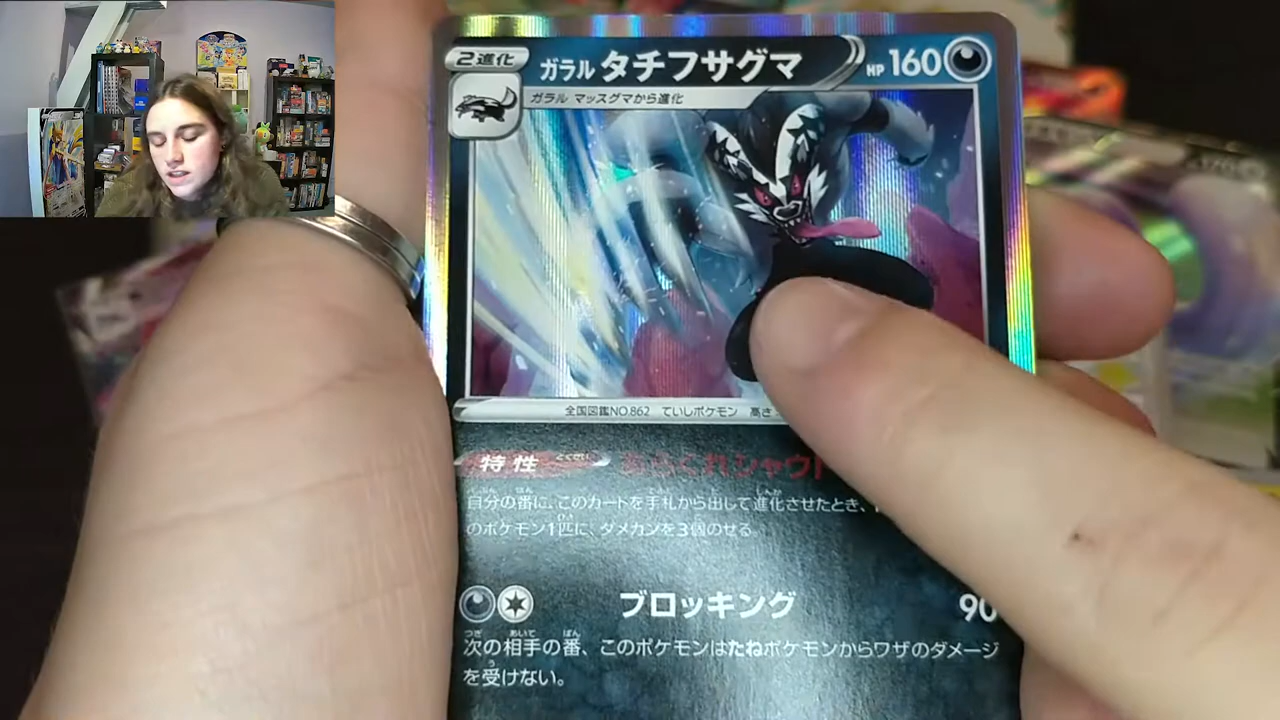 2進化
ガラル タチフサグマ HP 160
ガラル マッスグマから進化
全国図鑑NO.862 ていしポケモン 高さ
特性 とくせい
自分の番に、このカードを手札から出して進化させたとき、
のポケモン1匹に、ダメカンを3個のせる。
ブロッキング 90
次の相手の番、このポケモンはたねポケモンからワザのダメージ
を受けない。